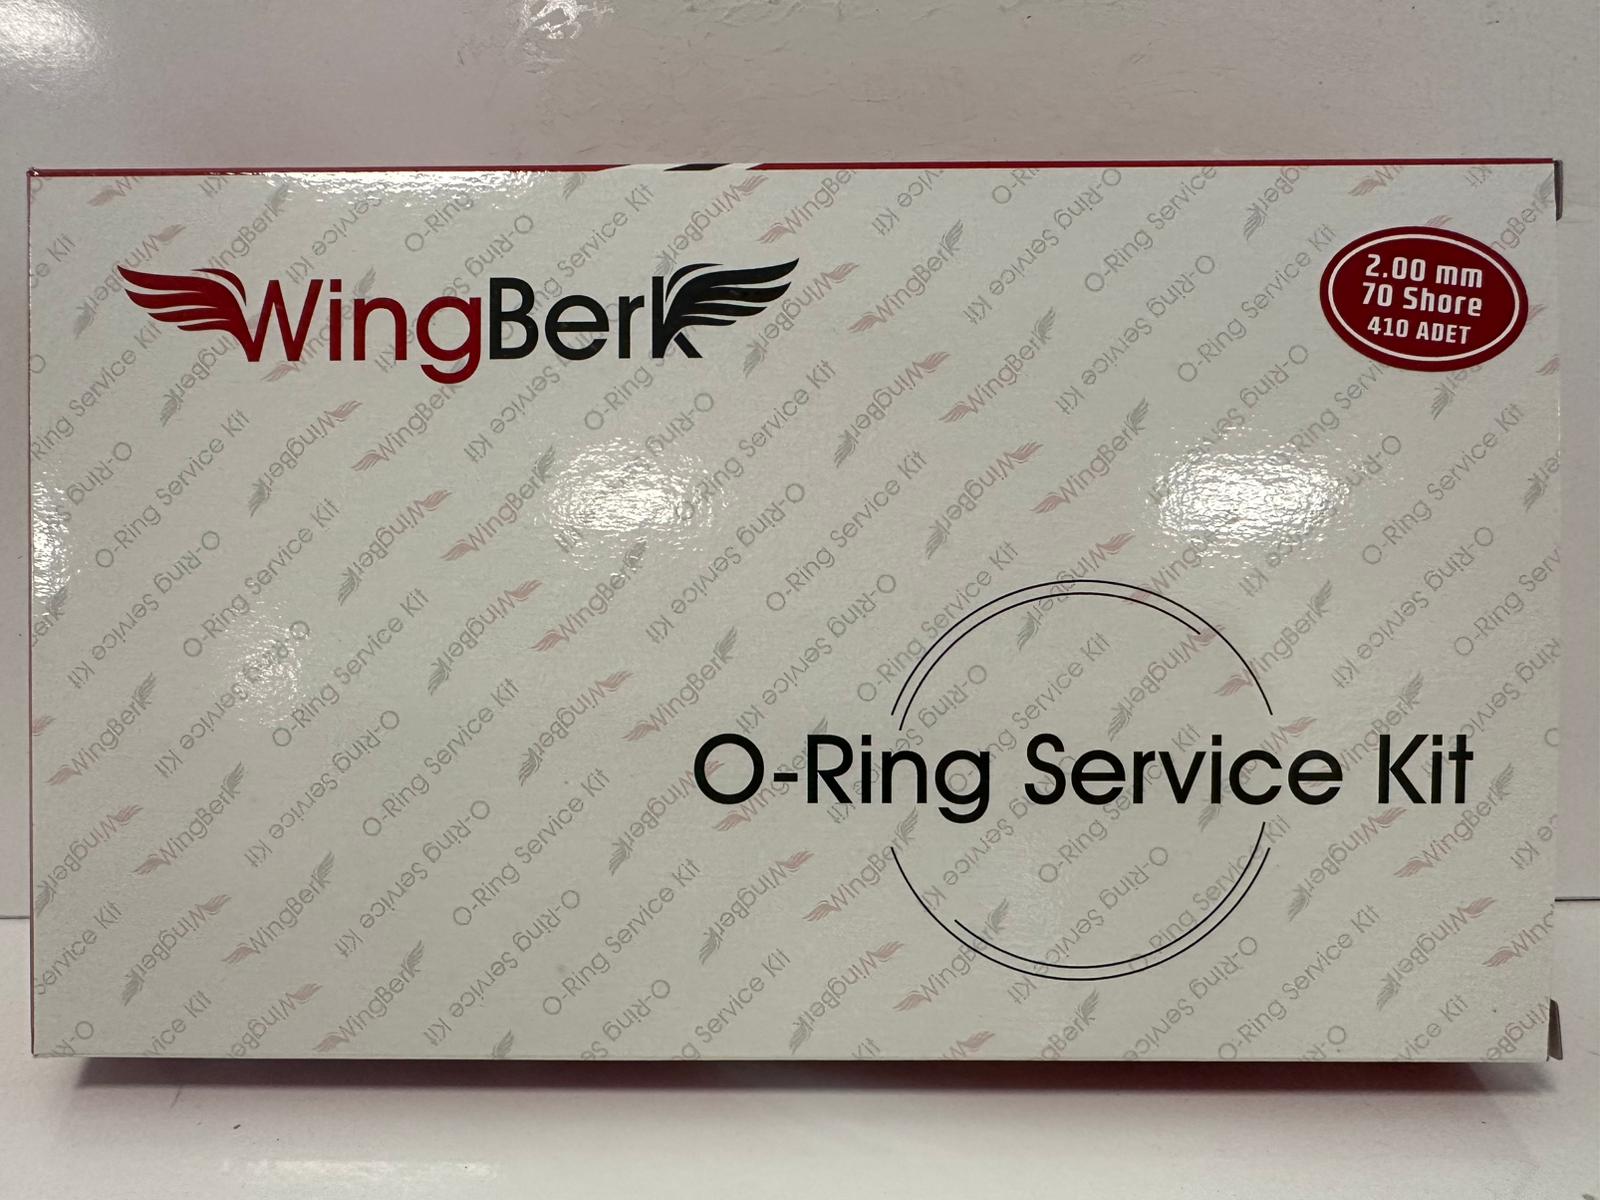 WingBerk
2.00 mm
70 Shore
410 ADET
O-Ring Service Kit